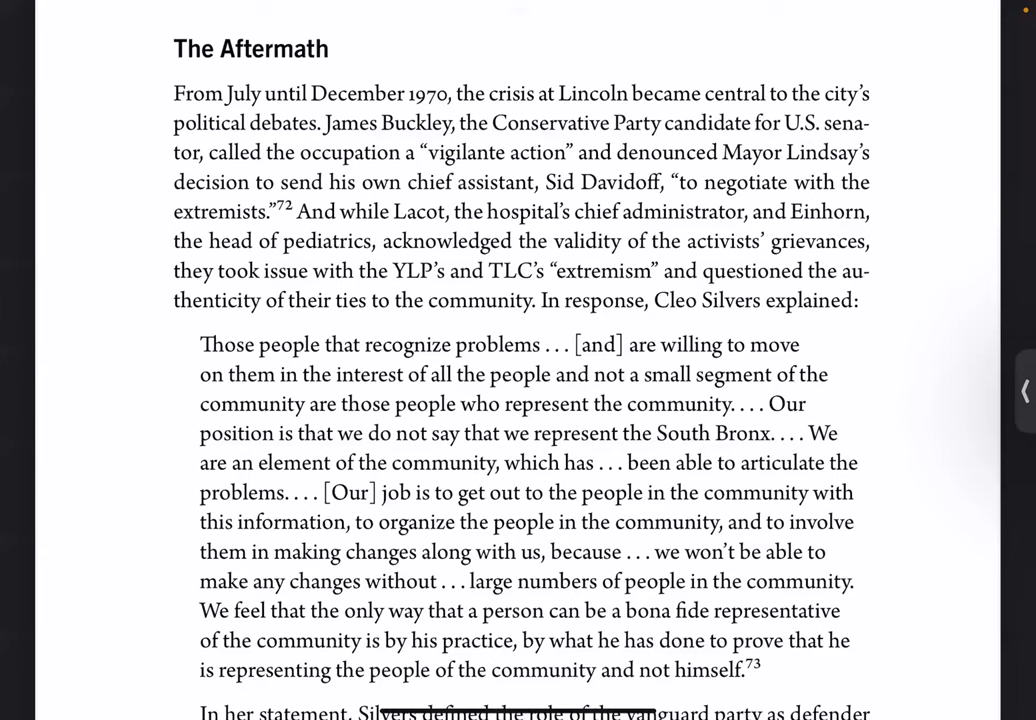 The Aftermath
From July until December 1970, the crisis at Lincoln became central to the city’s
political debates. James Buckley, the Conservative Party candidate for U.S. sena-
tor, called the occupation a “vigilante action” and denounced Mayor Lindsay’s
decision to send his own chief assistant, Sid Davidoff, “to negotiate with the
extremists.”72 And while Lacot, the hospital’s chief administrator, and Einhorn,
the head of pediatrics, acknowledged the validity of the activists’ grievances,
they took issue with the YLP’s and TLC’s “extremism” and questioned the au-
thenticity of their ties to the community. In response, Cleo Silvers explained:
Those people that recognize problems . . . [and] are willing to move
on them in the interest of all the people and not a small segment of the
community are those people who represent the community. . . . Our
position is that we do not say that we represent the South Bronx. . . . We
are an element of the community, which has . . . been able to articulate the
problems. . . . [Our] job is to get out to the people in the community with
this information, to organize the people in the community, and to involve
them in making changes along with us, because . . . we won’t be able to
make any changes without . . . large numbers of people in the community.
We feel that the only way that a person can be a bona fide representative
of the community is by his practice, by what he has done to prove that he
is representing the people of the community and not himself.73
In her statement, Silvers defined the role of the vanguard party as defender